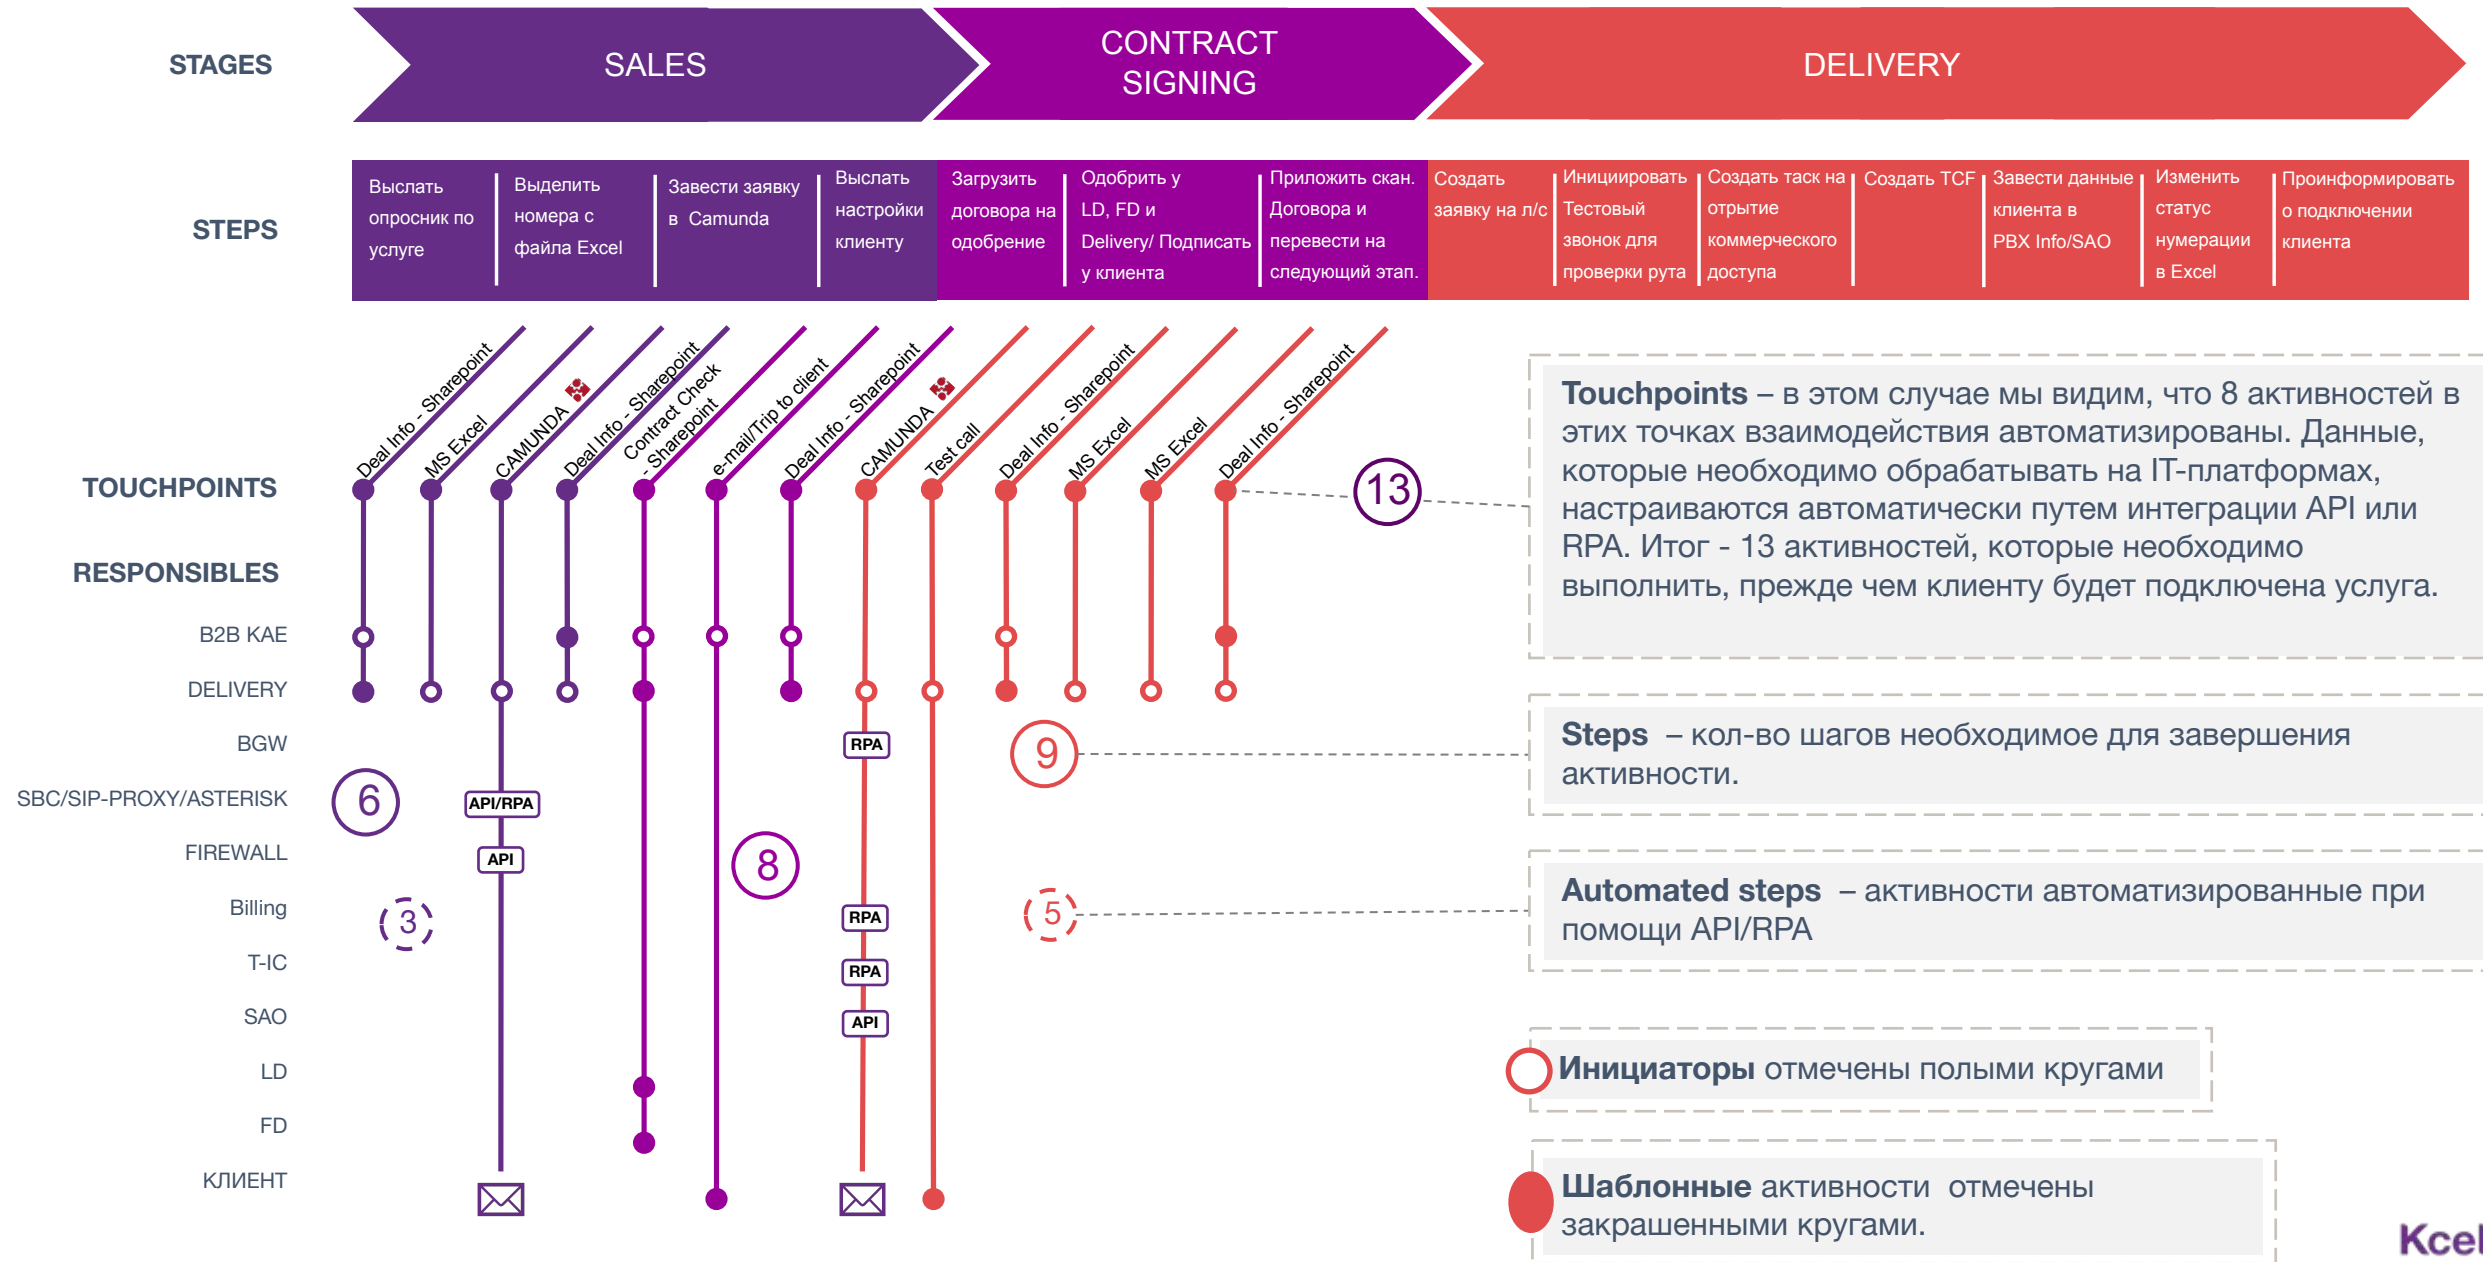 STAGES
SALES
CONTRACT
SIGNING
DELIVERY
STEPS
Выслать
опросник по
услуге
Выделить
номера с
файла Excel
Завести заявку
в Camunda
Выслать
настройки
клиенту
Загрузить
договора на
одобрение
Одобрить у
LD, FD и
Delivery/ Подписать
у клиента
Приложить скан.
Договора и
перевести на
следующий этап.
Создать
заявку на л/с
Инициировать
Тестовый
звонок для
проверки рута
Создать таск на
отрытие
коммерческого
доступа
Создать TCF
Завести данные
клиента в
PBX Info/SAO
Изменить
статус
нумерации
в Excel
Проинформировать
о подключении
клиента
TOUCHPOINTS
Deal Info - Sharepoint
MS Excel
CAMUNDA
Deal Info - Sharepoint
Contract Check
- Sharepoint
e-mail/Trip to client
Deal Info - Sharepoint
CAMUNDA
Test call
Deal Info - Sharepoint
MS Excel
MS Excel
Deal Info - Sharepoint
13
Touchpoints – в этом случае мы видим, что 8 активностей в
этих точках взаимодействия автоматизированы. Данные,
которые необходимо обрабатывать на IT-платформах,
настраиваются автоматически путем интеграции API или
RPA. Итог - 13 активностей, которые необходимо
выполнить, прежде чем клиенту будет подключена услуга.
RESPONSIBLES
B2B KAE
DELIVERY
BGW
RPA
9
Steps – кол-во шагов необходимое для завершения
активности.
SBC/SIP-PROXY/ASTERISK
6
API/RPA
FIREWALL
API
8
Billing
3
RPA
5
Automated steps – активности автоматизированные при
помощи API/RPA
T-IC
RPA
SAO
API
LD
Инициаторы отмечены полыми кругами
FD
КЛИЕНТ
Шаблонные активности отмечены
закрашенными кругами.
Kcel